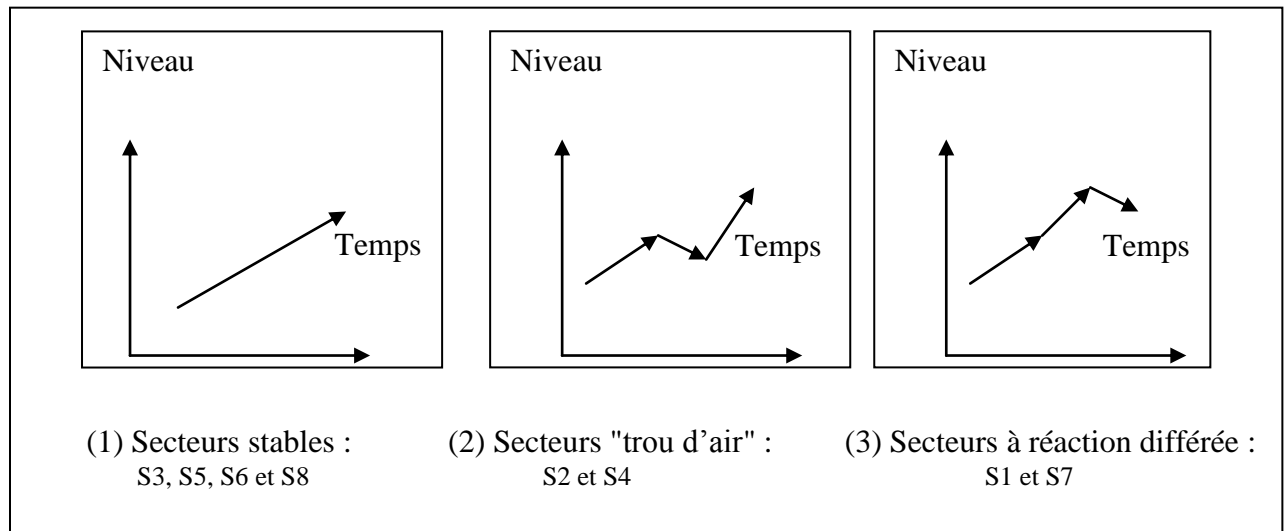 Niveau
Temps
(1) Secteurs stables :
S3, S5, S6 et S8
Niveau
Temps
(2) Secteurs "trou d'air" :
S2 et S4
Niveau
Temps
(3) Secteurs à réaction différée :
S1 et S7